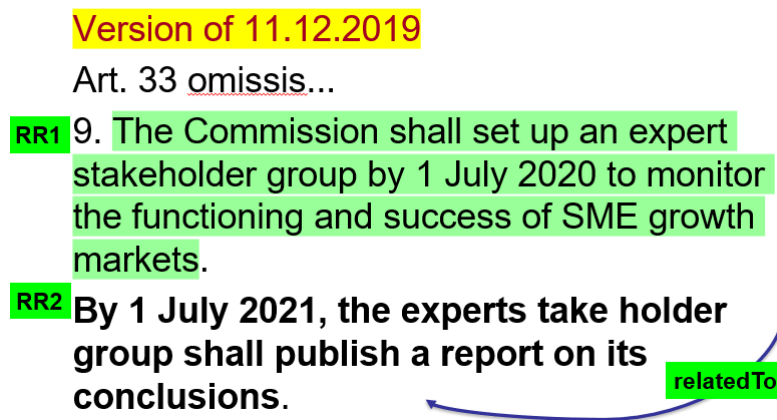 Version of 11.12.2019
Art. 33 omissis...
RR1 9. The Commission shall set up an expert
stakeholder group by 1 July 2020 to monitor
the functioning and success of SME growth
markets.
RR2 By 1 July 2021, the experts take holder
group shall publish a report on its
relatedTo
conclusions.